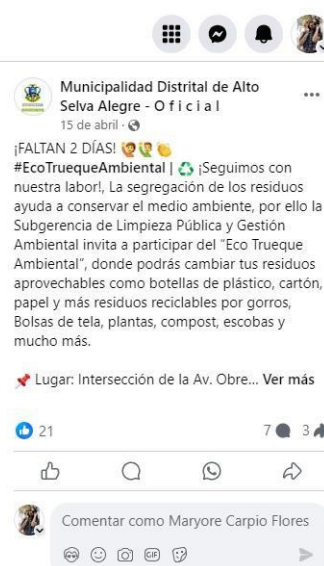 Municipalidad Distrital de Alto
Selva Alegre - O f i c i a l
15 de abril ·
¡FALTAN 2 DÍAS!
#EcoTruequeAmbiental | ¡Seguimos con
nuestra labor!, La segregación de los residuos
ayuda a conservar el medio ambiente, por ello la
Subgerencia de Limpieza Pública y Gestión
Ambiental invita a participar del "Eco Trueque
Ambiental", donde podrás cambiar tus residuos
aprovechables como botellas de plástico, cartón,
papel y más residuos reciclables por gorros,
Bolsas de tela, plantas, compost, escobas y
mucho más.
Lugar: Intersección de la Av. Obre... Ver más
21 7 3
Comentar como Maryore Carpio Flores
GIF